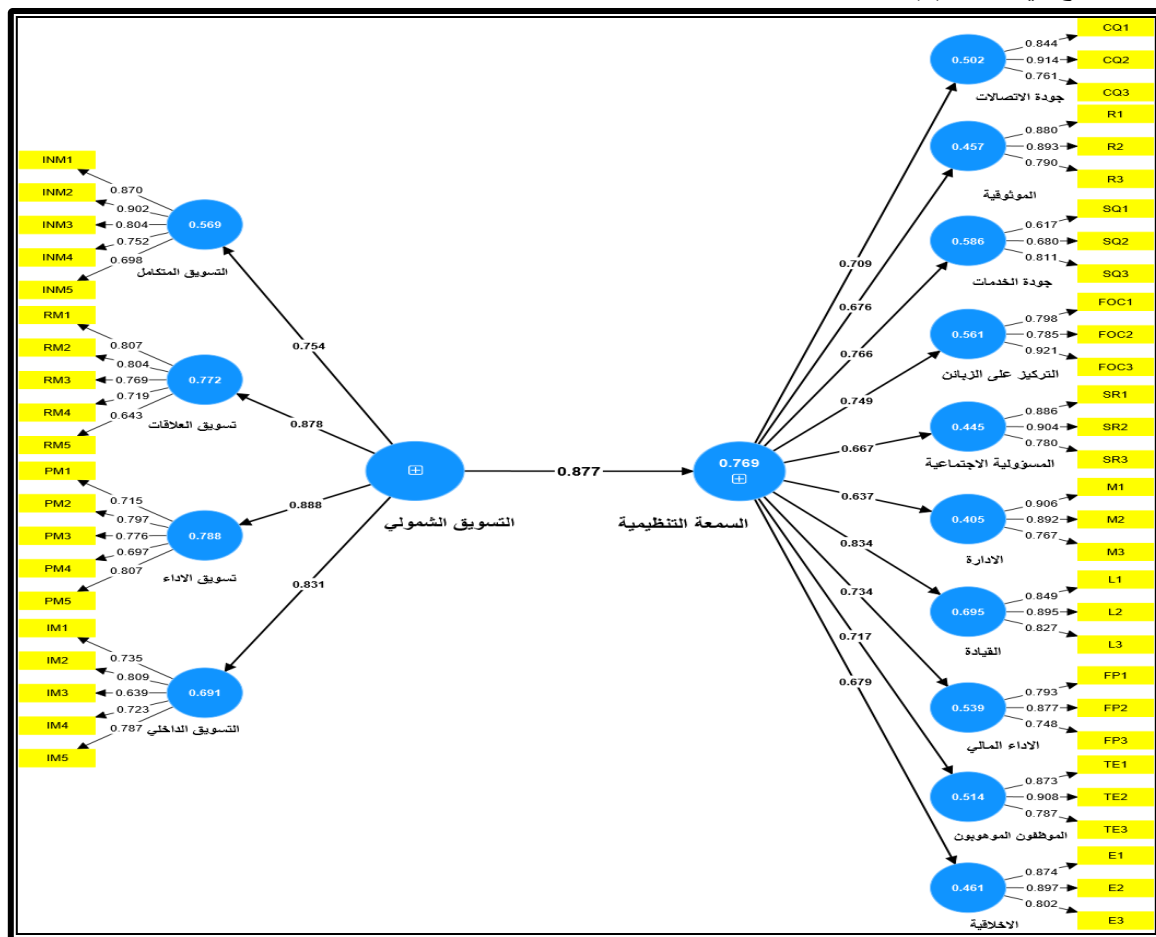 INM1
INM2
INM3
INM4
INM5
0.870
0.902
0.804
0.752
0.698
0.569
التسويق المتكامل
RM1
RM2
RM3
RM4
RM5
0.807
0.804
0.769
0.719
0.643
0.772
تسويق العلاقات
PM1
PM2
PM3
PM4
PM5
0.715
0.797
0.776
0.697
0.807
0.788
تسويق الاداء
IM1
IM2
IM3
IM4
IM5
0.735
0.809
0.639
0.723
0.787
0.691
التسويق الداخلي
0.754
0.878
0.888
0.831
التسويق الشمولي
0.877
0.769
السمعة التنظيمية
0.709
0.676
0.766
0.749
0.667
0.637
0.834
0.734
0.717
0.679
0.502
جودة الاتصالات
0.844
0.914
0.761
CQ1
CQ2
CQ3
0.457
الموثوقية
0.880
0.893
0.790
R1
R2
R3
0.586
جودة الخدمات
0.617
0.680
0.811
SQ1
SQ2
SQ3
0.561
التركيز على الزبائن
0.798
0.785
0.921
FOC1
FOC2
FOC3
0.445
المسؤولية الاجتماعية
0.886
0.904
0.780
SR1
SR2
SR3
0.405
الادارة
0.906
0.892
0.767
M1
M2
M3
0.695
القيادة
0.849
0.895
0.827
L1
L2
L3
0.539
الاداء المالي
0.793
0.877
0.748
FP1
FP2
FP3
0.514
الموظفون الموهوبون
0.873
0.908
0.787
TE1
TE2
TE3
0.461
الاخلاقية
0.874
0.897
0.802
E1
E2
E3